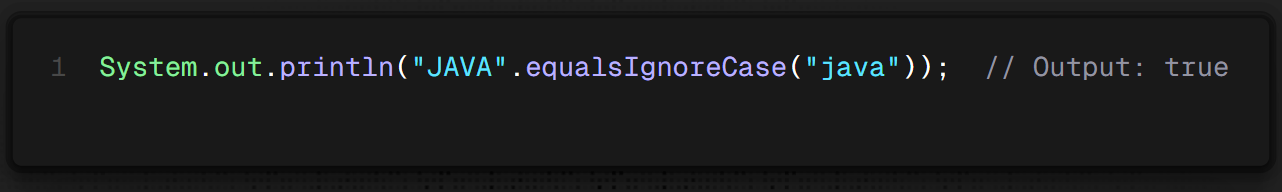 1 System.out.println("JAVA".equalsIgnoreCase("java"));  // Output: true